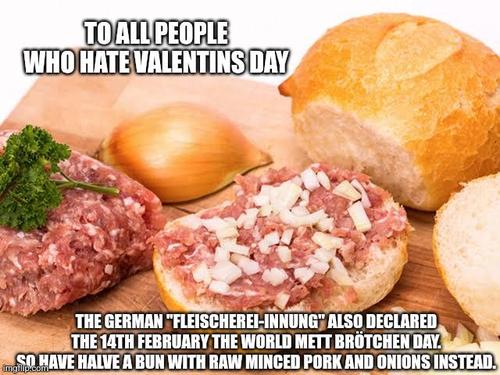 TO ALL PEOPLE
WHO HATE VALENTINS DAY
THE GERMAN "FLEISCHEREI-INNUNG" ALSO DECLARED
THE 14TH FEBRUARY THE WORLD METT BRÖTCHEN DAY.
SO HAVE HALVE A BUN WITH RAW MINCED PORK AND ONIONS INSTEAD.
imgflip.com